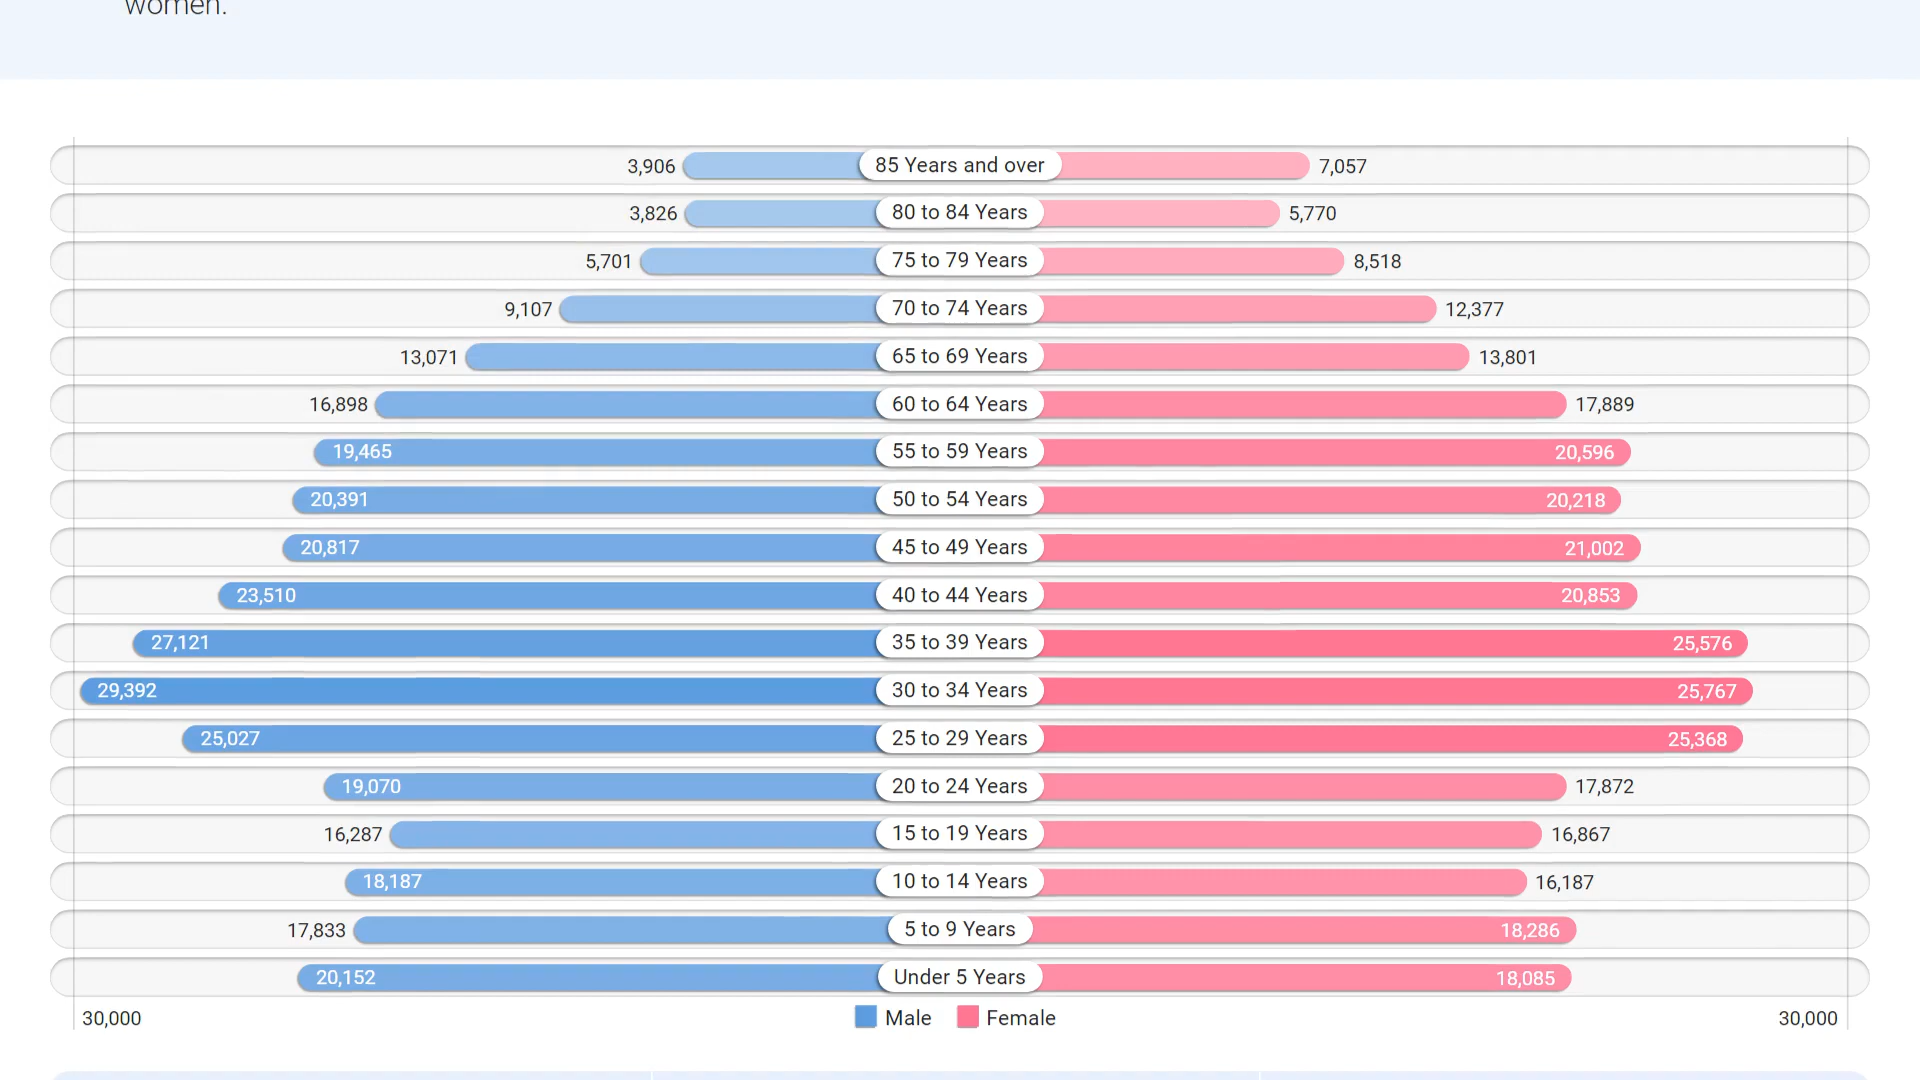 women.
3,906 85 Years and over 7,057
3,826 80 to 84 Years 5,770
5,701 75 to 79 Years 8,518
9,107 70 to 74 Years 12,377
13,071 65 to 69 Years 13,801
16,898 60 to 64 Years 17,889
19,465 55 to 59 Years 20,596
20,391 50 to 54 Years 20,218
20,817 45 to 49 Years 21,002
23,510 40 to 44 Years 20,853
27,121 35 to 39 Years 25,576
29,392 30 to 34 Years 25,767
25,027 25 to 29 Years 25,368
19,070 20 to 24 Years 17,872
16,287 15 to 19 Years 16,867
18,187 10 to 14 Years 16,187
17,833 5 to 9 Years 18,286
20,152 Under 5 Years 18,085
30,000 Male Female 30,000